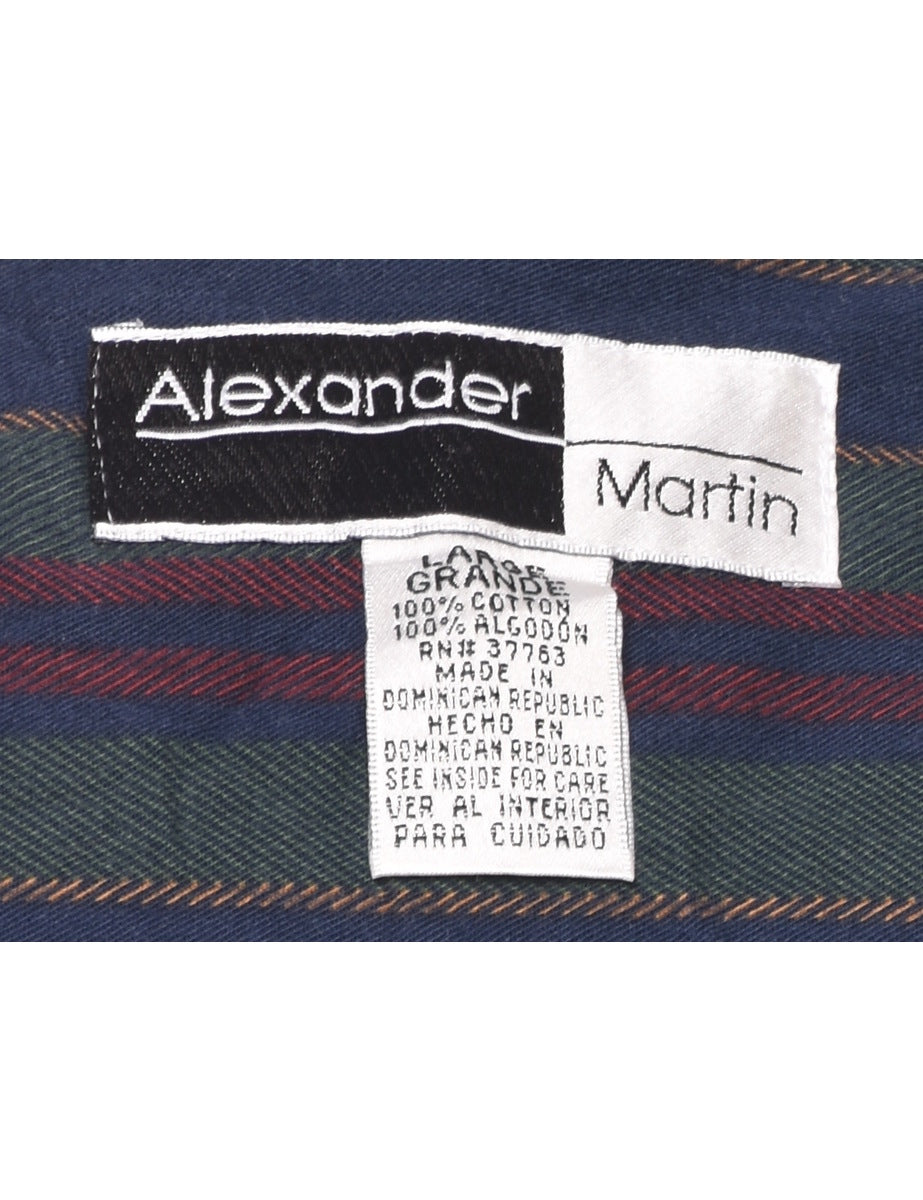 Alexander
Martin
LARGE
GRANDE
100% COTTON
100% ALGODÓN
RN# 37763
MADE IN
DOMINICAN REPUBLIC
HECHO EN
DOMINICAN REPUBLIC
SEE INSIDE FOR CARE
VER AL INTERIOR
PARA CUIDADO